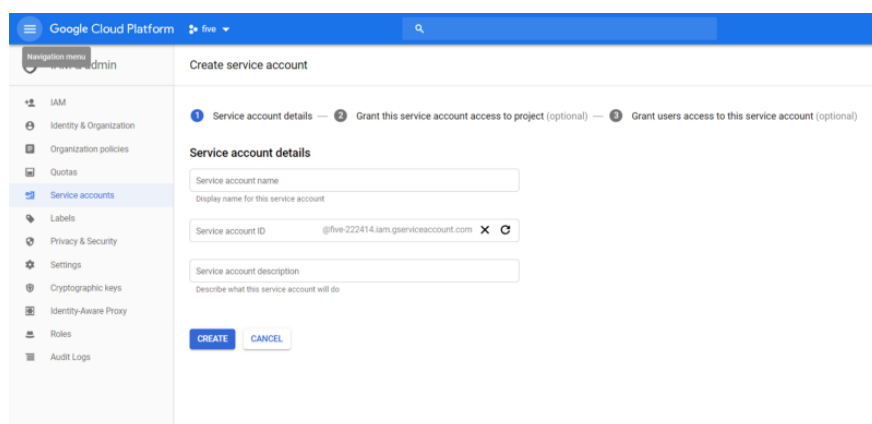 Google Cloud Platform
five
Navigation menu
dmin
Create service account
IAM
Identity & Organization
Organization policies
Quotas
Service accounts
Labels
Privacy & Security
Settings
Cryptographic keys
Identity-Aware Proxy
Roles
Audit Logs
1 Service account details — 2 Grant this service account access to project (optional) — 3 Grant users access to this service account (optional)
Service account details
Service account name
Display name for this service account
Service account ID @five-222414.iam.gserviceaccount.com
Service account description
Describe what this service account will do
CREATE CANCEL